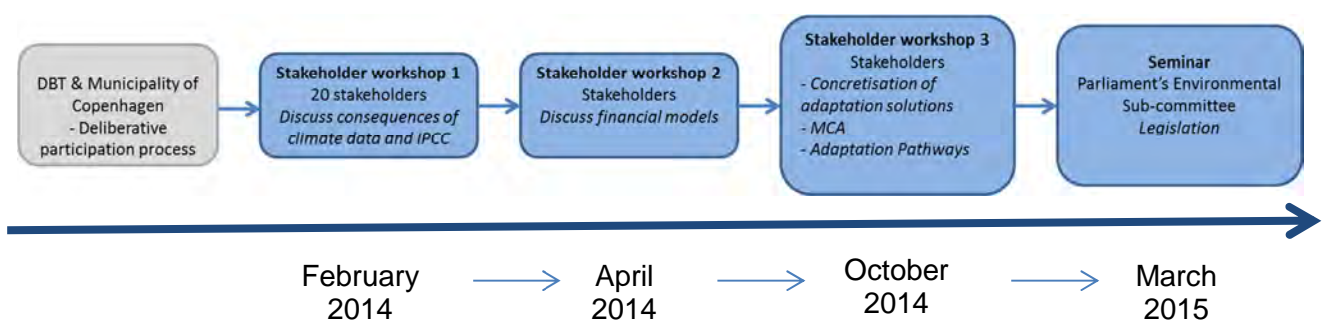 DBT & Municipality of
Copenhagen
- Deliberative
participation process
Stakeholder workshop 1
20 stakeholders
Discuss consequences of
climate data and IPCC
Stakeholder workshop 2
Stakeholders
Discuss financial models
Stakeholder workshop 3
Stakeholders
- Concretisation of
adaptation solutions
- MCA
- Adaptation Pathways
Seminar
Parliament's Environmental
Sub-committee
Legislation
February
2014
April
2014
October
2014
March
2015